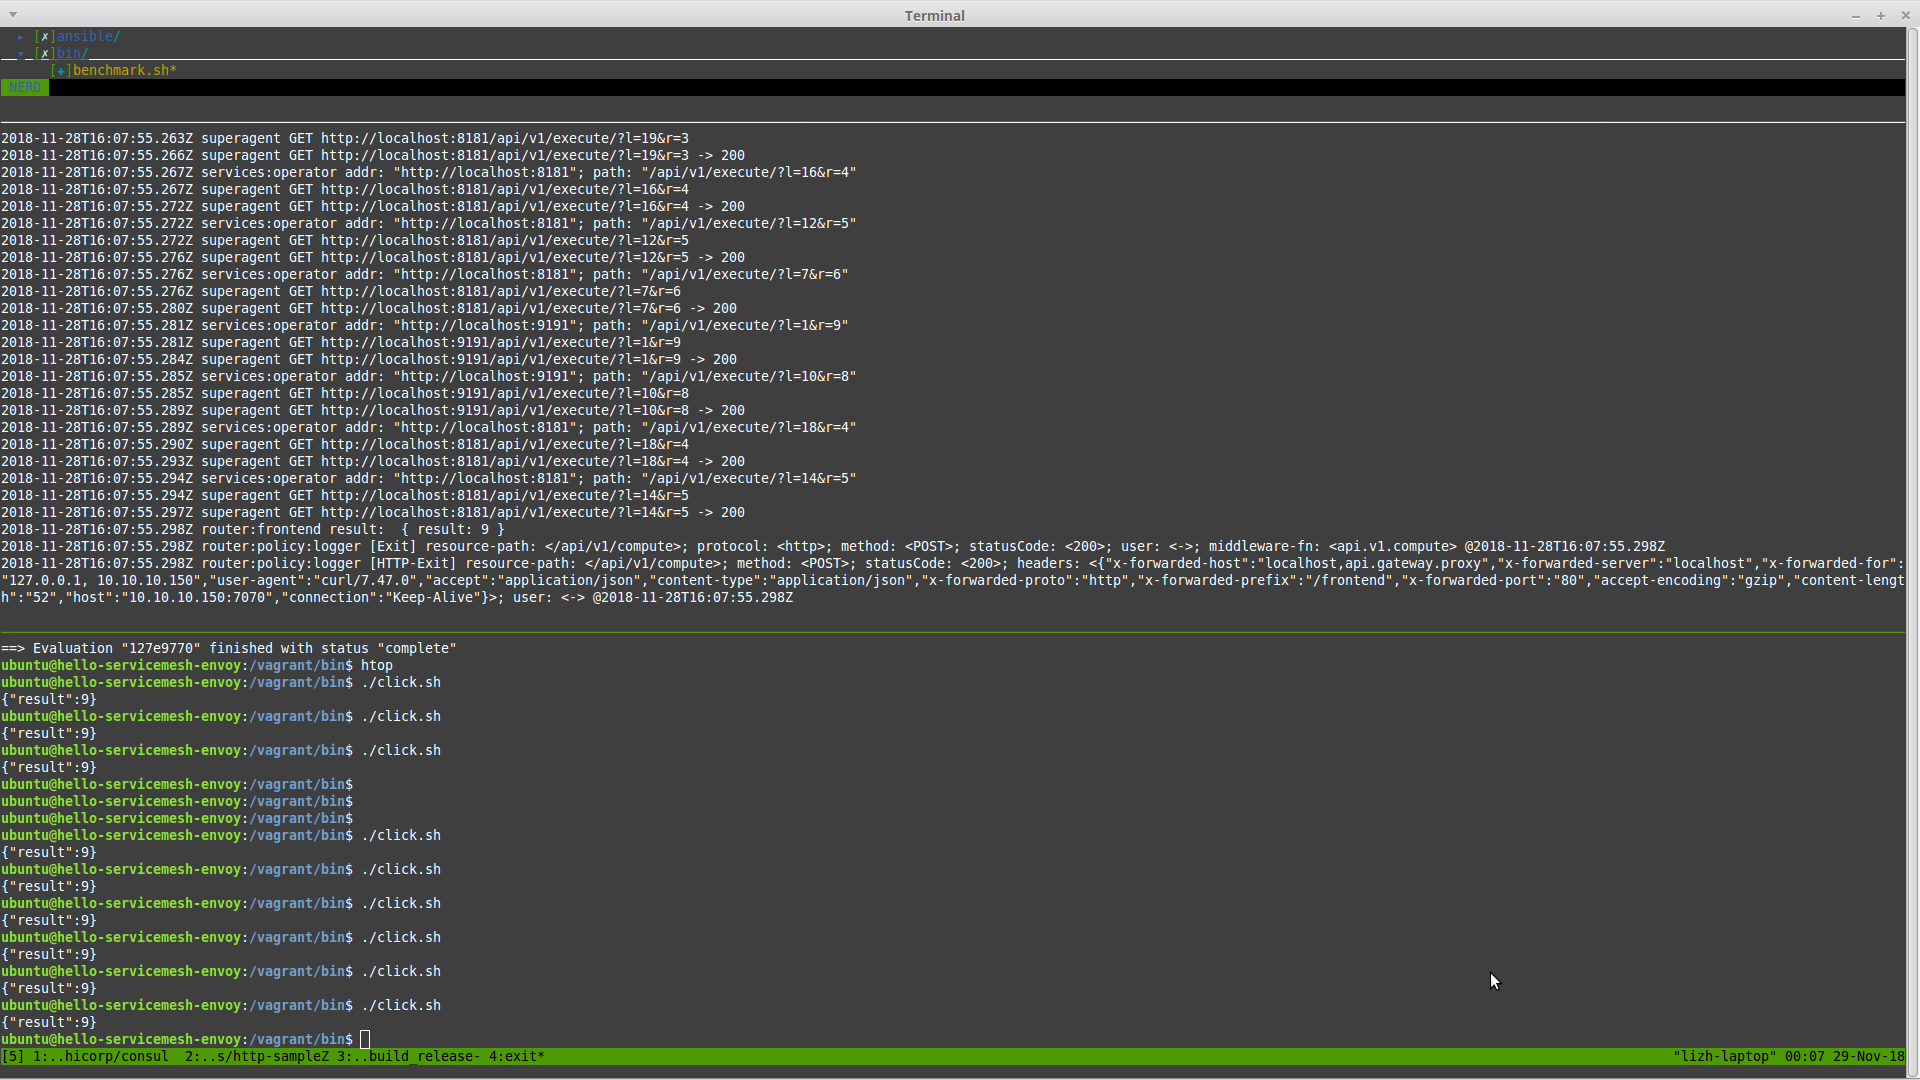 Terminal
▸ [✗]ansible/
▾ [✗]bin/
[+]benchmark.sh*
NERD
2018-11-28T16:07:55.263Z superagent GET http://localhost:8181/api/v1/execute/?l=19&r=3
2018-11-28T16:07:55.266Z superagent GET http://localhost:8181/api/v1/execute/?l=19&r=3 -> 200
2018-11-28T16:07:55.267Z services:operator addr: "http://localhost:8181"; path: "/api/v1/execute/?l=16&r=4"
2018-11-28T16:07:55.267Z superagent GET http://localhost:8181/api/v1/execute/?l=16&r=4
2018-11-28T16:07:55.272Z superagent GET http://localhost:8181/api/v1/execute/?l=16&r=4 -> 200
2018-11-28T16:07:55.272Z services:operator addr: "http://localhost:8181"; path: "/api/v1/execute/?l=12&r=5"
2018-11-28T16:07:55.272Z superagent GET http://localhost:8181/api/v1/execute/?l=12&r=5
2018-11-28T16:07:55.276Z superagent GET http://localhost:8181/api/v1/execute/?l=12&r=5 -> 200
2018-11-28T16:07:55.276Z services:operator addr: "http://localhost:8181"; path: "/api/v1/execute/?l=7&r=6"
2018-11-28T16:07:55.276Z superagent GET http://localhost:8181/api/v1/execute/?l=7&r=6
2018-11-28T16:07:55.280Z superagent GET http://localhost:8181/api/v1/execute/?l=7&r=6 -> 200
2018-11-28T16:07:55.281Z services:operator addr: "http://localhost:9191"; path: "/api/v1/execute/?l=1&r=9"
2018-11-28T16:07:55.281Z superagent GET http://localhost:9191/api/v1/execute/?l=1&r=9
2018-11-28T16:07:55.284Z superagent GET http://localhost:9191/api/v1/execute/?l=1&r=9 -> 200
2018-11-28T16:07:55.285Z services:operator addr: "http://localhost:9191"; path: "/api/v1/execute/?l=10&r=8"
2018-11-28T16:07:55.285Z superagent GET http://localhost:9191/api/v1/execute/?l=10&r=8
2018-11-28T16:07:55.289Z superagent GET http://localhost:9191/api/v1/execute/?l=10&r=8 -> 200
2018-11-28T16:07:55.289Z services:operator addr: "http://localhost:8181"; path: "/api/v1/execute/?l=18&r=4"
2018-11-28T16:07:55.290Z superagent GET http://localhost:8181/api/v1/execute/?l=18&r=4
2018-11-28T16:07:55.293Z superagent GET http://localhost:8181/api/v1/execute/?l=18&r=4 -> 200
2018-11-28T16:07:55.294Z services:operator addr: "http://localhost:8181"; path: "/api/v1/execute/?l=14&r=5"
2018-11-28T16:07:55.294Z superagent GET http://localhost:8181/api/v1/execute/?l=14&r=5
2018-11-28T16:07:55.297Z superagent GET http://localhost:8181/api/v1/execute/?l=14&r=5 -> 200
2018-11-28T16:07:55.298Z router:frontend result:  { result: 9 }
2018-11-28T16:07:55.298Z router:policy:logger [Exit] resource-path: </api/v1/compute>; protocol: <http>; method: <POST>; statusCode: <200>; user: <->; middleware-fn: <api.v1.compute> @2018-11-28T16:07:55.298Z
2018-11-28T16:07:55.298Z router:policy:logger [HTTP-Exit] resource-path: </api/v1/compute>; method: <POST>; statusCode: <200>; headers: <{"x-forwarded-host":"localhost,api.gateway.proxy","x-forwarded-server":"localhost","x-forwarded-for":
"127.0.0.1, 10.10.10.150","user-agent":"curl/7.47.0","accept":"application/json","content-type":"application/json","x-forwarded-proto":"http","x-forwarded-prefix":"/frontend","x-forwarded-port":"80","accept-encoding":"gzip","content-lengt
h":"52","host":"10.10.10.150:7070","connection":"Keep-Alive"}>; user: <-> @2018-11-28T16:07:55.298Z
==> Evaluation "127e9770" finished with status "complete"
ubuntu@hello-servicemesh-envoy:/vagrant/bin$ htop
ubuntu@hello-servicemesh-envoy:/vagrant/bin$ ./click.sh
{"result":9}
ubuntu@hello-servicemesh-envoy:/vagrant/bin$ ./click.sh
{"result":9}
ubuntu@hello-servicemesh-envoy:/vagrant/bin$ ./click.sh
{"result":9}
ubuntu@hello-servicemesh-envoy:/vagrant/bin$
ubuntu@hello-servicemesh-envoy:/vagrant/bin$
ubuntu@hello-servicemesh-envoy:/vagrant/bin$
ubuntu@hello-servicemesh-envoy:/vagrant/bin$ ./click.sh
{"result":9}
ubuntu@hello-servicemesh-envoy:/vagrant/bin$ ./click.sh
{"result":9}
ubuntu@hello-servicemesh-envoy:/vagrant/bin$ ./click.sh
{"result":9}
ubuntu@hello-servicemesh-envoy:/vagrant/bin$ ./click.sh
{"result":9}
ubuntu@hello-servicemesh-envoy:/vagrant/bin$ ./click.sh
{"result":9}
ubuntu@hello-servicemesh-envoy:/vagrant/bin$ ./click.sh
{"result":9}
ubuntu@hello-servicemesh-envoy:/vagrant/bin$
[5] 1:..hicorp/consul  2:..s/http-sampleZ 3:..build_release- 4:exit* "lizh-laptop" 00:07 29-Nov-18